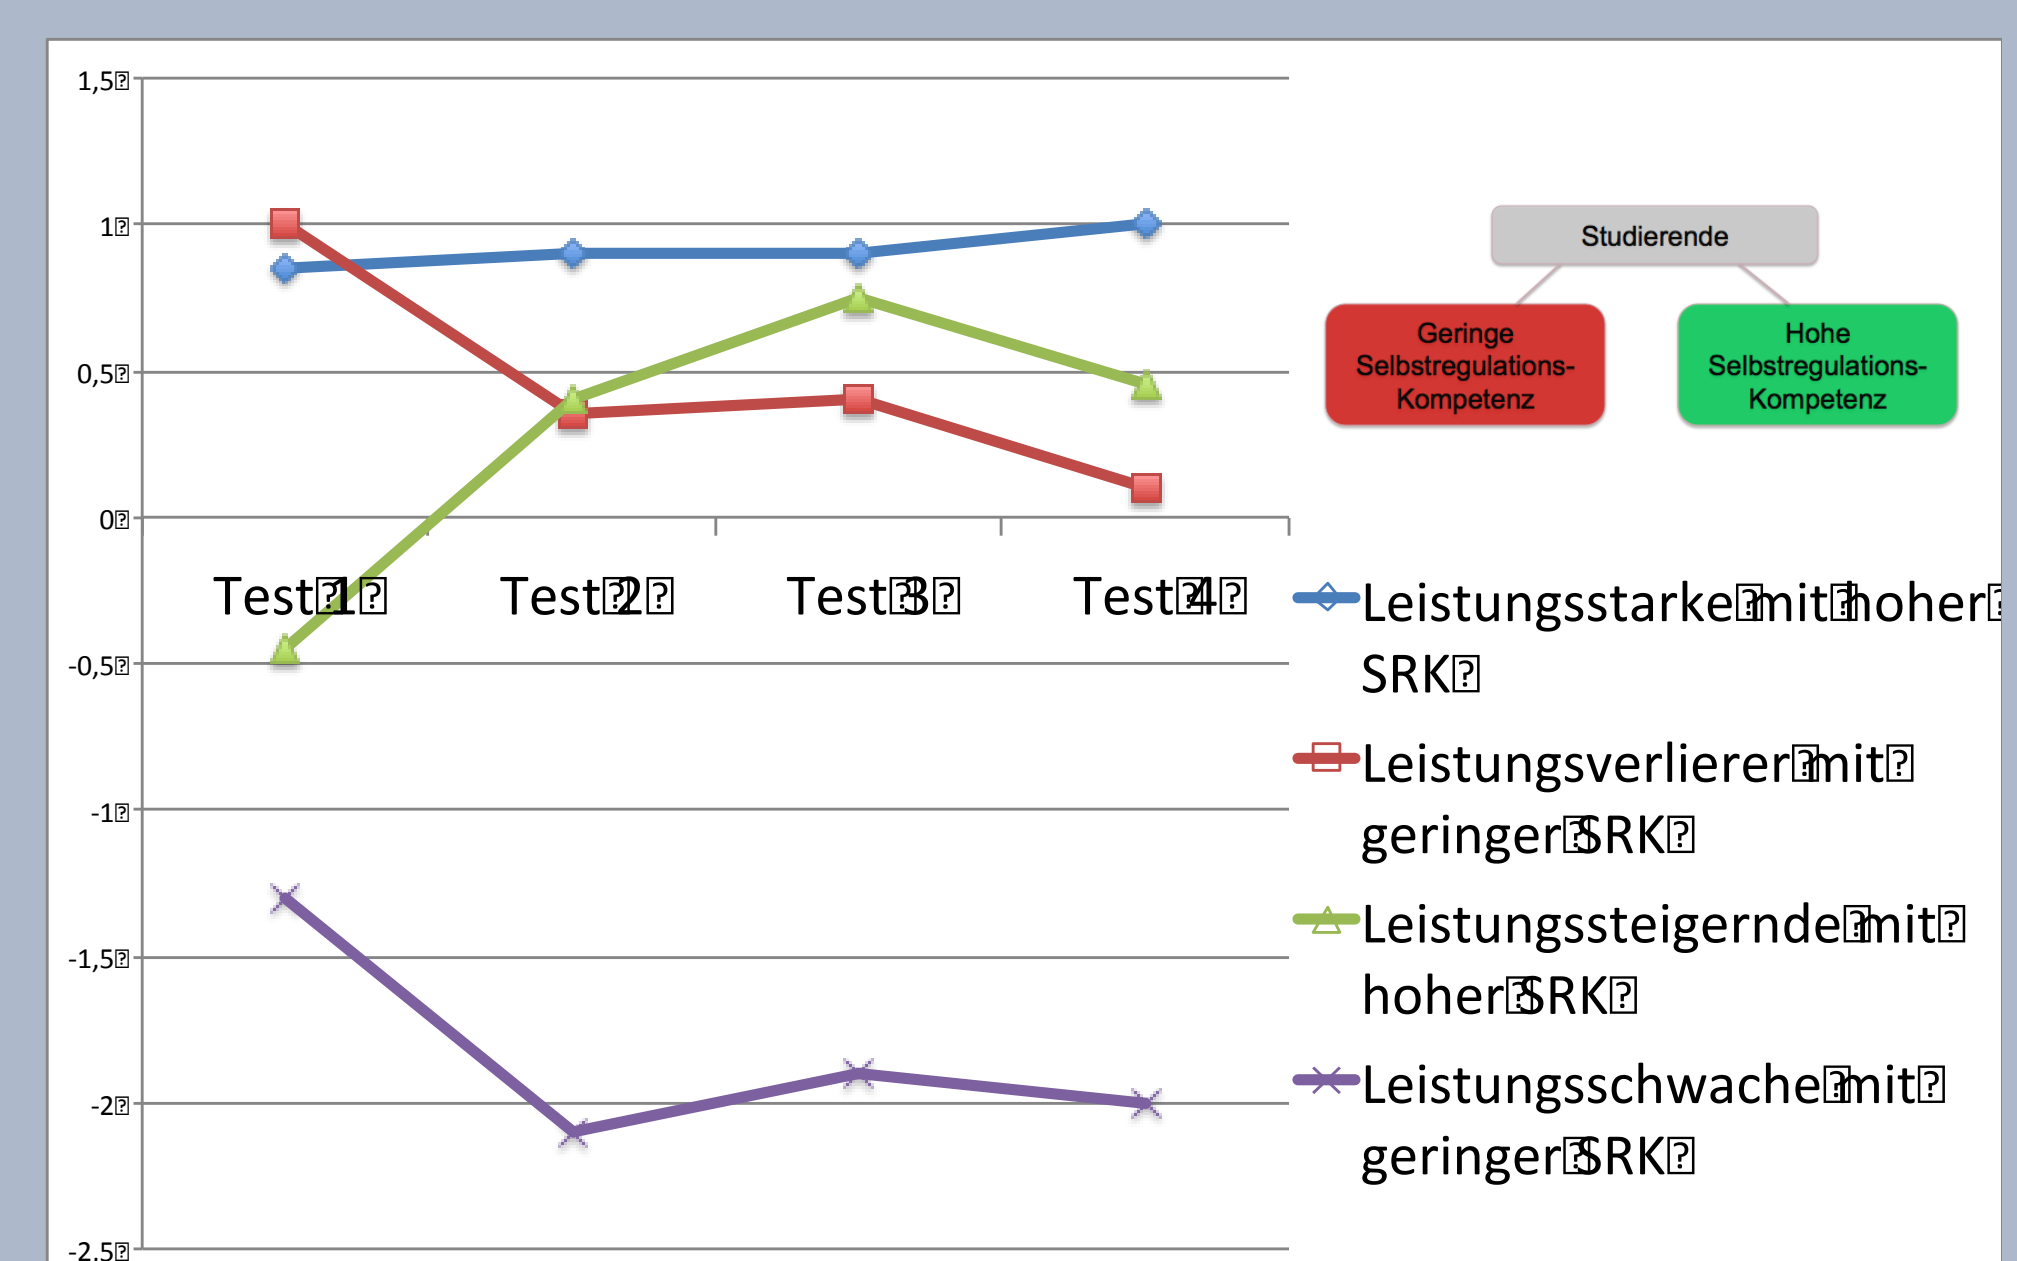 1,5
1
0,5
0
-0,5
-1
-1,5
-2
-2,5
Test 1
Test 2
Test 3
Test 4
Studierende
Geringe
Selbstregulations-
Kompetenz
Hohe
Selbstregulations-
Kompetenz
Leistungsstarke mit hoher
SRK
Leistungsverlierer mit
geringer SRK
Leistungssteigernde mit
hoher SRK
Leistungsschwache mit
geringer SRK